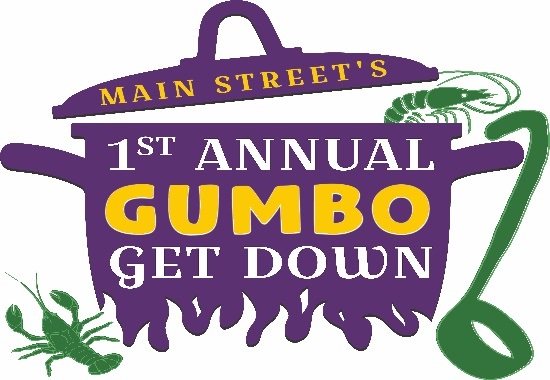 MAIN STREET'S
1ST ANNUAL
GUMBO
GET DOWN